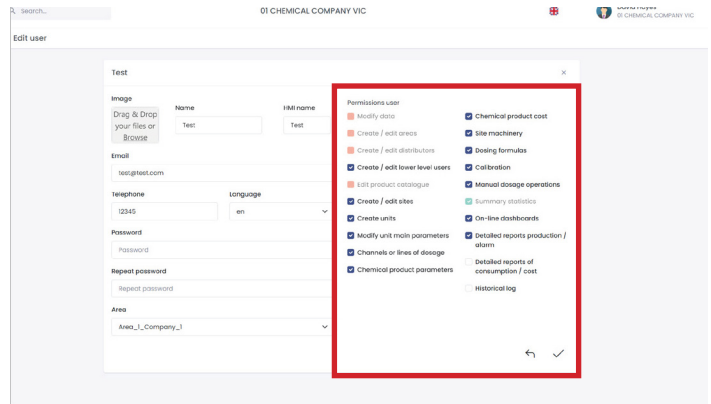 Search...
01 CHEMICAL COMPANY VIC
David Hayes
01 CHEMICAL COMPANY VIC
Edit user
Test
×
Image
Drag & Drop
your files or
Browse
Name
Test
HMI name
Test
Email
test@test.com
Telephone
12345
Language
en
Password
Password
Repeat password
Repeat password
Area
Area_1_Company_1
Permissions user
Modify data
Create / edit areas
Create / edit distributors
Create / edit lower level users
Edit product catalogue
Create / edit sites
Create units
Modify unit main parameters
Channels or lines of dosage
Chemical product parameters
Chemical product cost
Site machinery
Dosing formulas
Calibration
Manual dosage operations
Summary statistics
On-line dashboards
Detailed reports production /
alarm
Detailed reports of
consumption / cost
Historical log